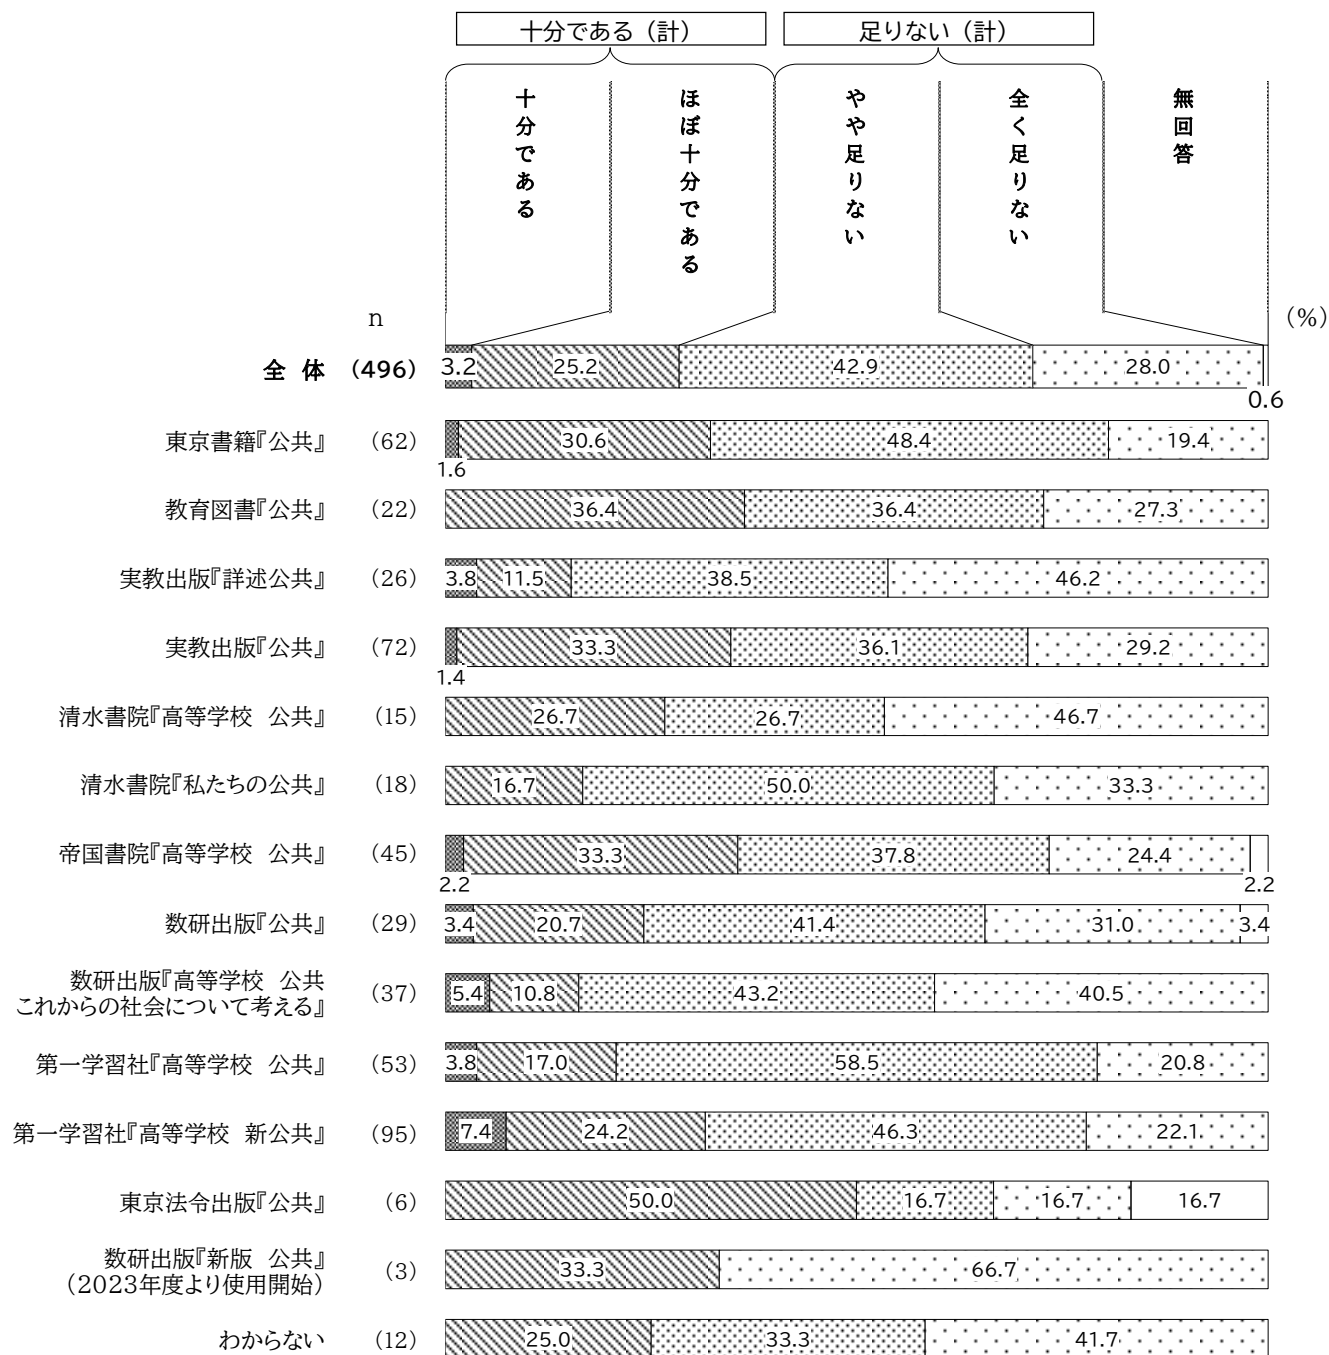 十分である（計）
足りない（計）
十分である
ほぼ十分である
やや足りない
全く足りない
無回答
n
(%)
全 体 (496) 3.2 25.2 42.9 28.0
0.6
東京書籍『公共』 (62) 30.6 48.4 19.4
1.6
教育図書『公共』 (22) 36.4 36.4 27.3
実教出版『詳述公共』 (26) 3.8 11.5 38.5 46.2
実教出版『公共』 (72) 33.3 36.1 29.2
1.4
清水書院『高等学校 公共』 (15) 26.7 26.7 46.7
清水書院『私たちの公共』 (18) 16.7 50.0 33.3
帝国書院『高等学校 公共』 (45) 33.3 37.8 24.4
2.2 2.2
数研出版『公共』 (29) 3.4 20.7 41.4 31.0 3.4
数研出版『高等学校 公共
これからの社会について考える』 (37) 5.4 10.8 43.2 40.5
第一学習社『高等学校 公共』 (53) 3.8 17.0 58.5 20.8
第一学習社『高等学校 新公共』 (95) 7.4 24.2 46.3 22.1
東京法令出版『公共』 (6) 50.0 16.7 16.7 16.7
数研出版『新版 公共』
（2023年度より使用開始） (3) 33.3 66.7
わからない (12) 25.0 33.3 41.7